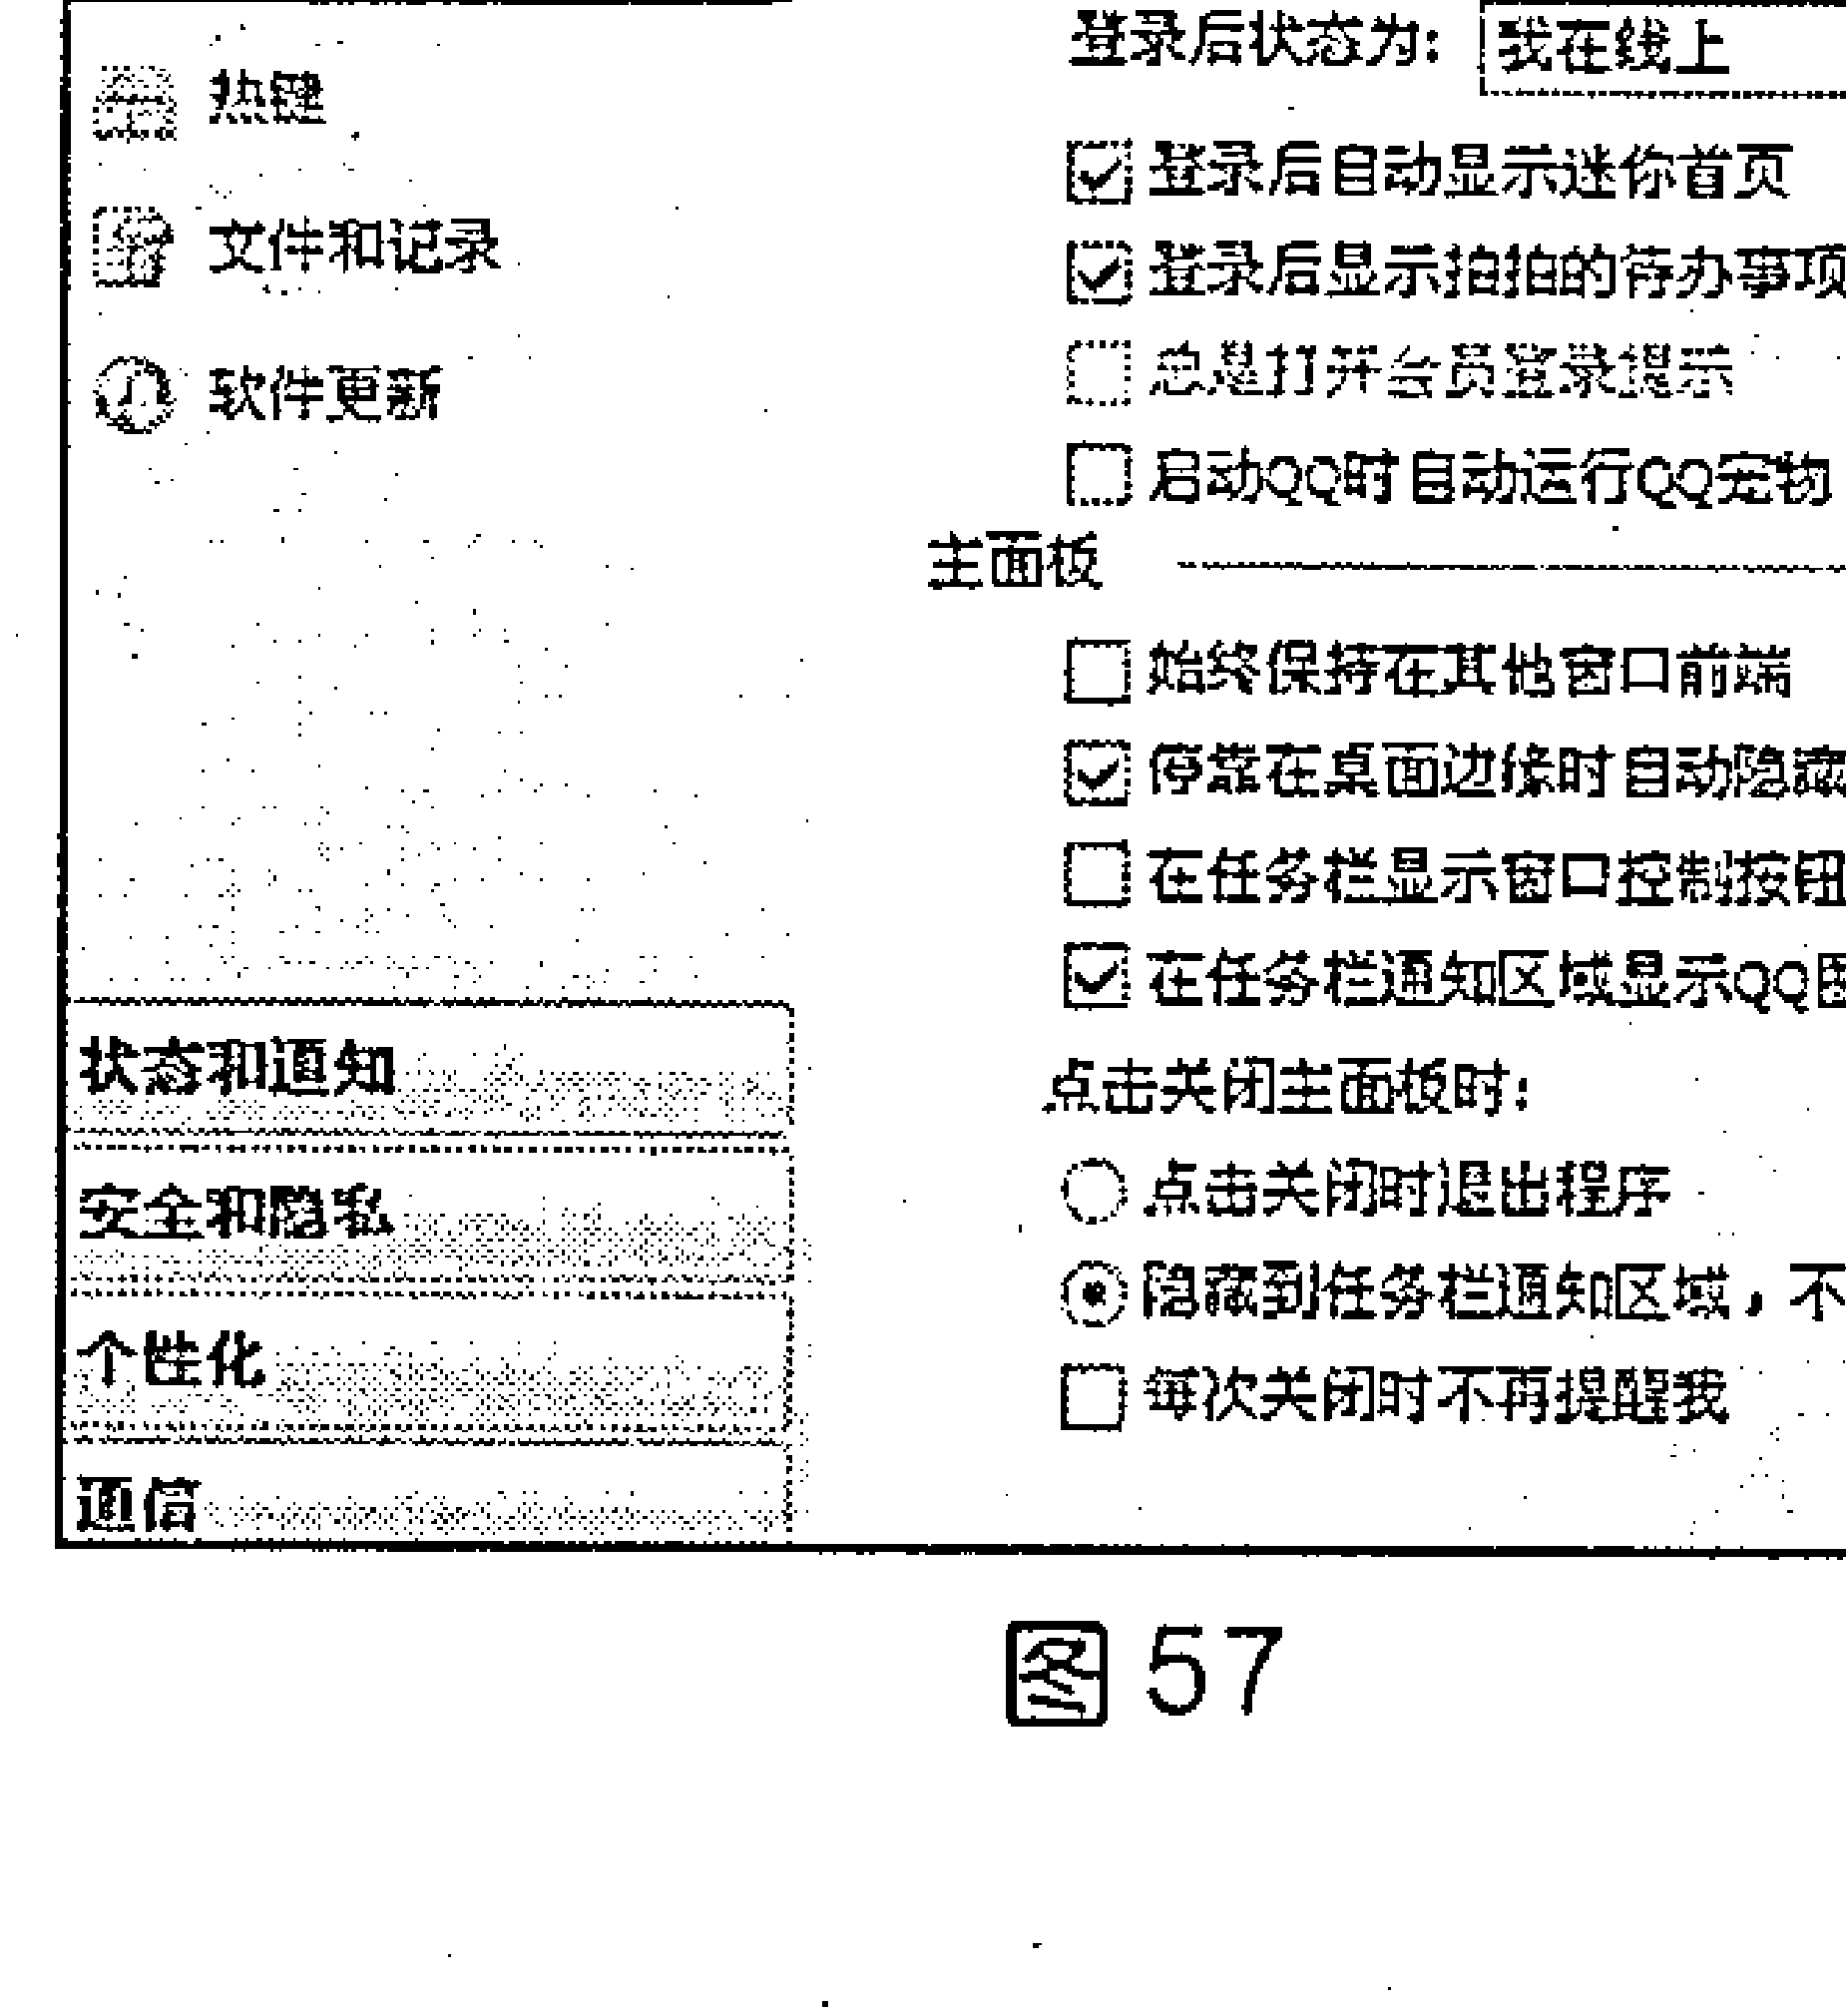 热键
文件和记录
软件更新
状态和通知
安全和隐私
个性化
通信
登录后状态为: 我在线上
登录后自动显示迷你首页
登录后显示拍拍的待办事项
总是打开会员登录提示
启动QQ时自动运行QQ宠物
主面板
始终保持在其他窗口前端
停靠在桌面边缘时自动隐藏
在任务栏显示窗口控制按钮
在任务栏通知区域显示QQ图
点击关闭主面板时:
点击关闭时退出程序
隐藏到任务栏通知区域，不
每次关闭时不再提醒我
图 57